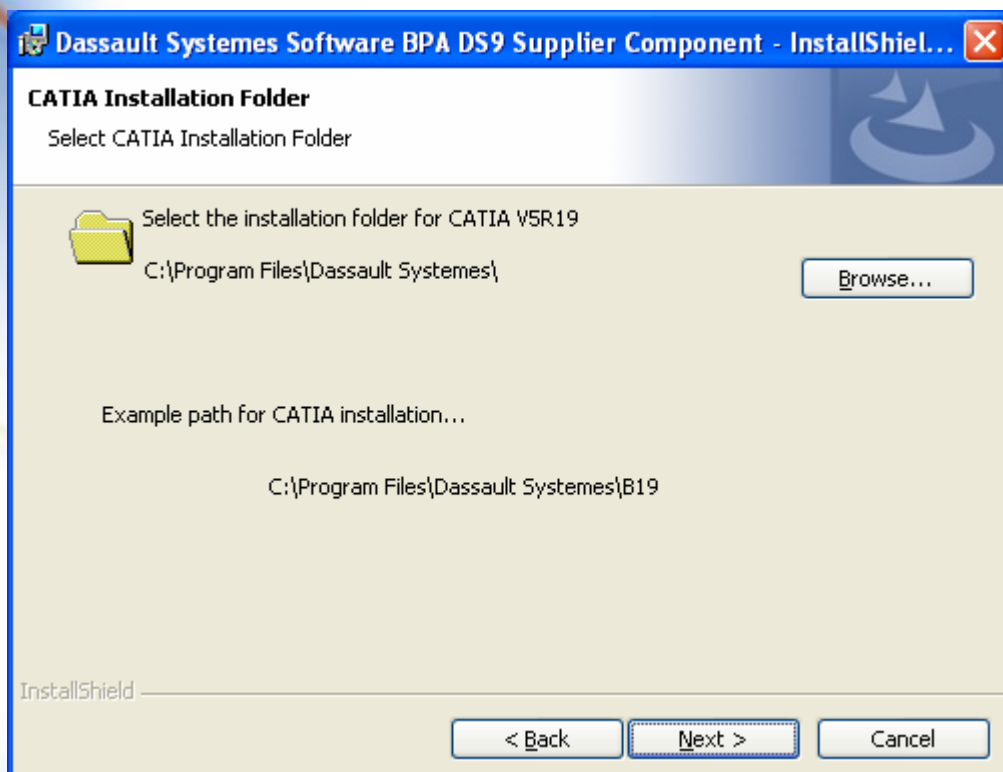 Dassault Systemes Software BPA DS9 Supplier Component - InstallShiel...
CATIA Installation Folder
Select CATIA Installation Folder
Select the installation folder for CATIA V5R19
C:\Program Files\Dassault Systemes\
Browse...
Example path for CATIA installation...
C:\Program Files\Dassault Systemes\B19
InstallShield
< Back
Next >
Cancel